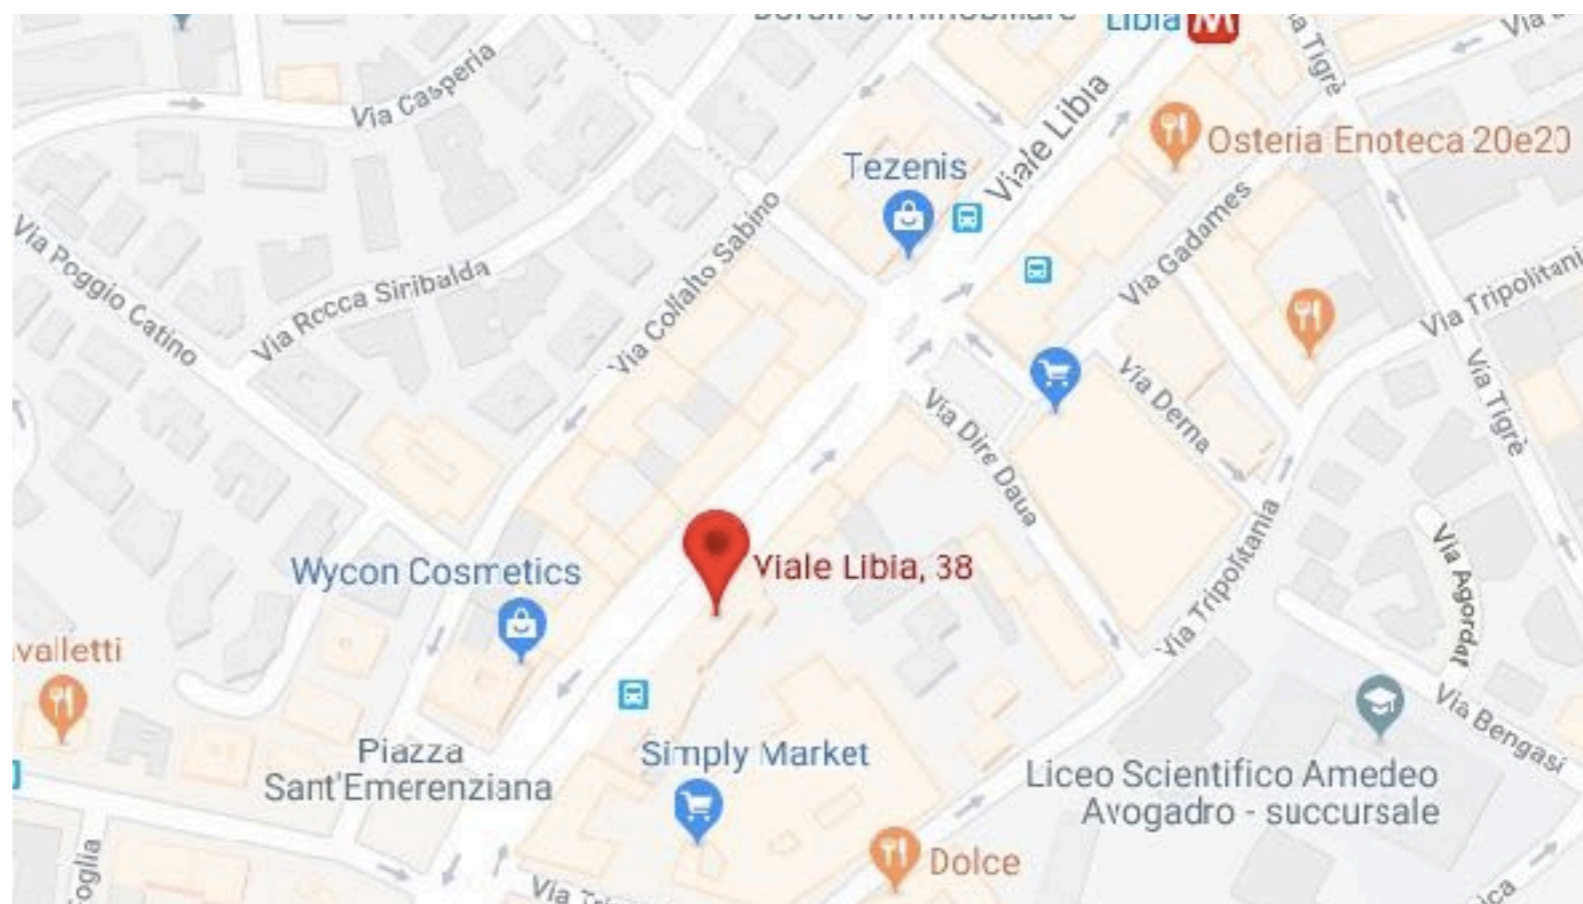 Libia
Via Tigrè
Via Casperia
Viale Libia
Osteria Enoteca 20e20
Tezenis
Via Poggio Catino
Via Rocca Siribalda
Via Collalto Sabino
Via Gadames
Via Tripolitani
Via Derna
Via Tigrè
Via Dire Daua
Via Tripolitania
Via Agordat
Viale Libia, 38
Wycon Cosmetics
valletti
Via Bengasi
Piazza
Sant'Emerenziana
Simply Market
Liceo Scientifico Amedeo
Avogadro - succursale
Dolce